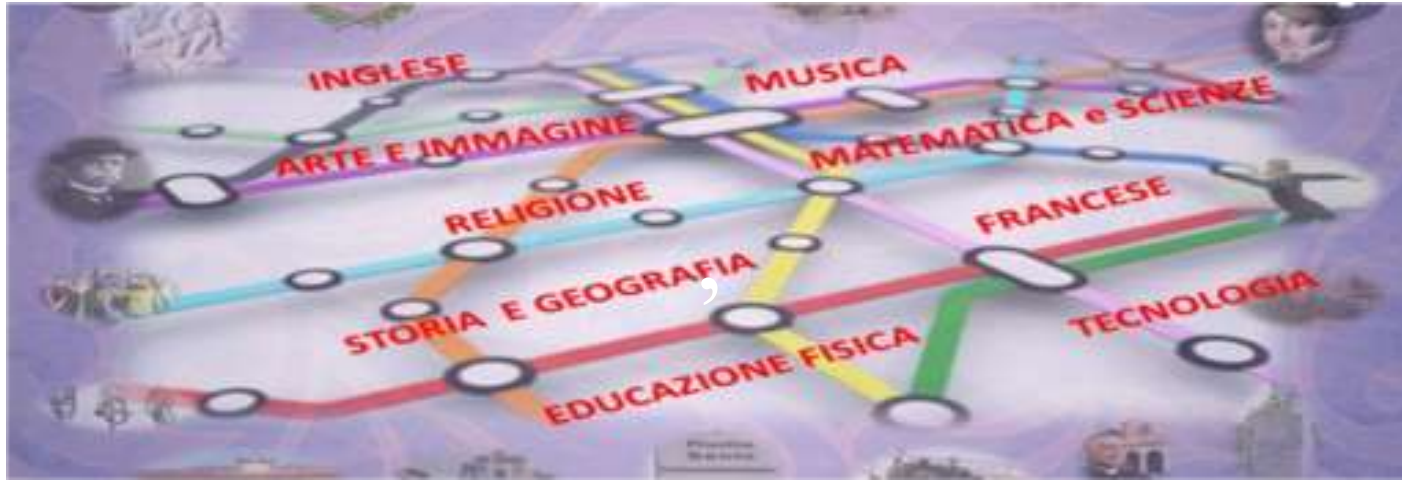 INGLESE
MUSICA
ARTE E IMMAGINE
MATEMATICA e SCIENZE
RELIGIONE
FRANCESE
STORIA E GEOGRAFIA
,
TECNOLOGIA
EDUCAZIONE FISICA